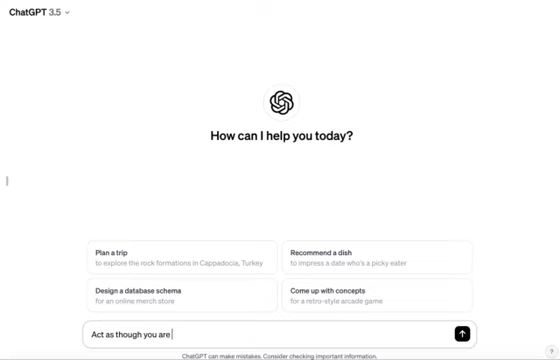 ChatGPT 3.5
How can I help you today?
Plan a trip
to explore the rock formations in Cappadocia, Turkey
Recommend a dish
to impress a date who's a picky eater
Design a database schema
for an online merch store
Come up with concepts
for a retro-style arcade game
Act as though you are
ChatGPT can make mistakes. Consider checking important information.
?